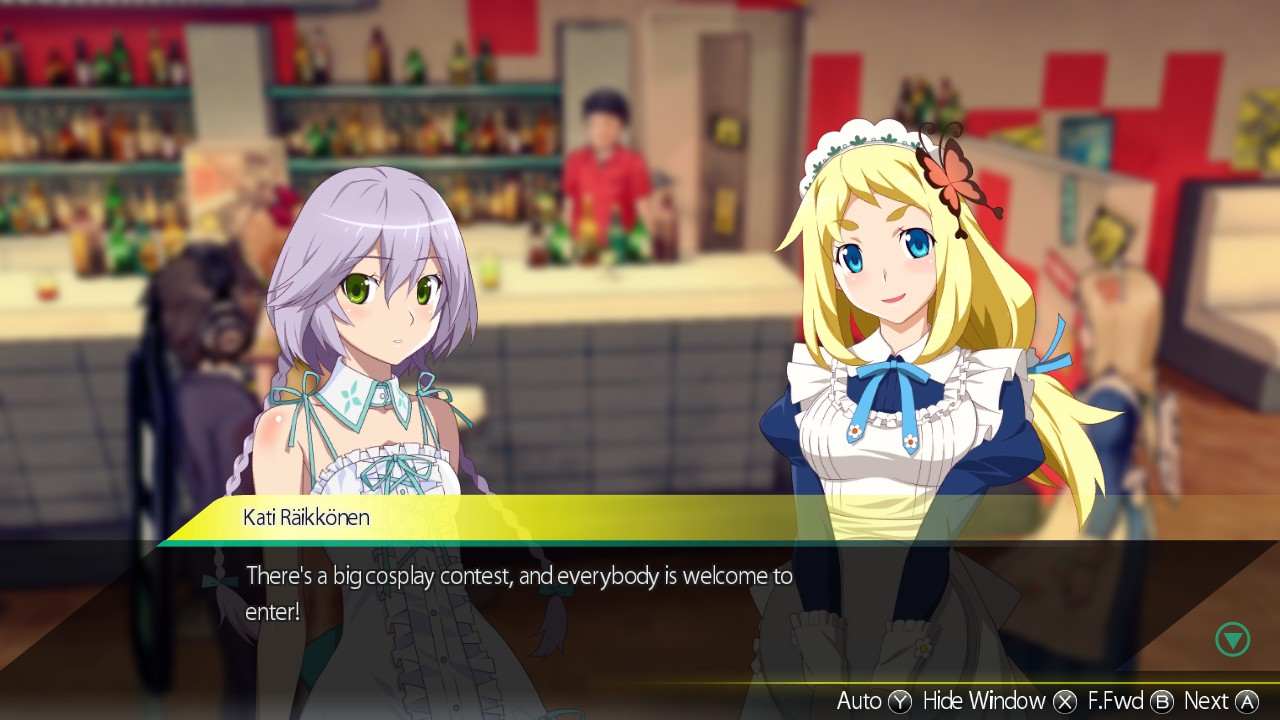 Kati Räikkönen
There's a big cosplay contest, and everybody is welcome to
enter!
Auto Y Hide Window X F.Fwd B Next A